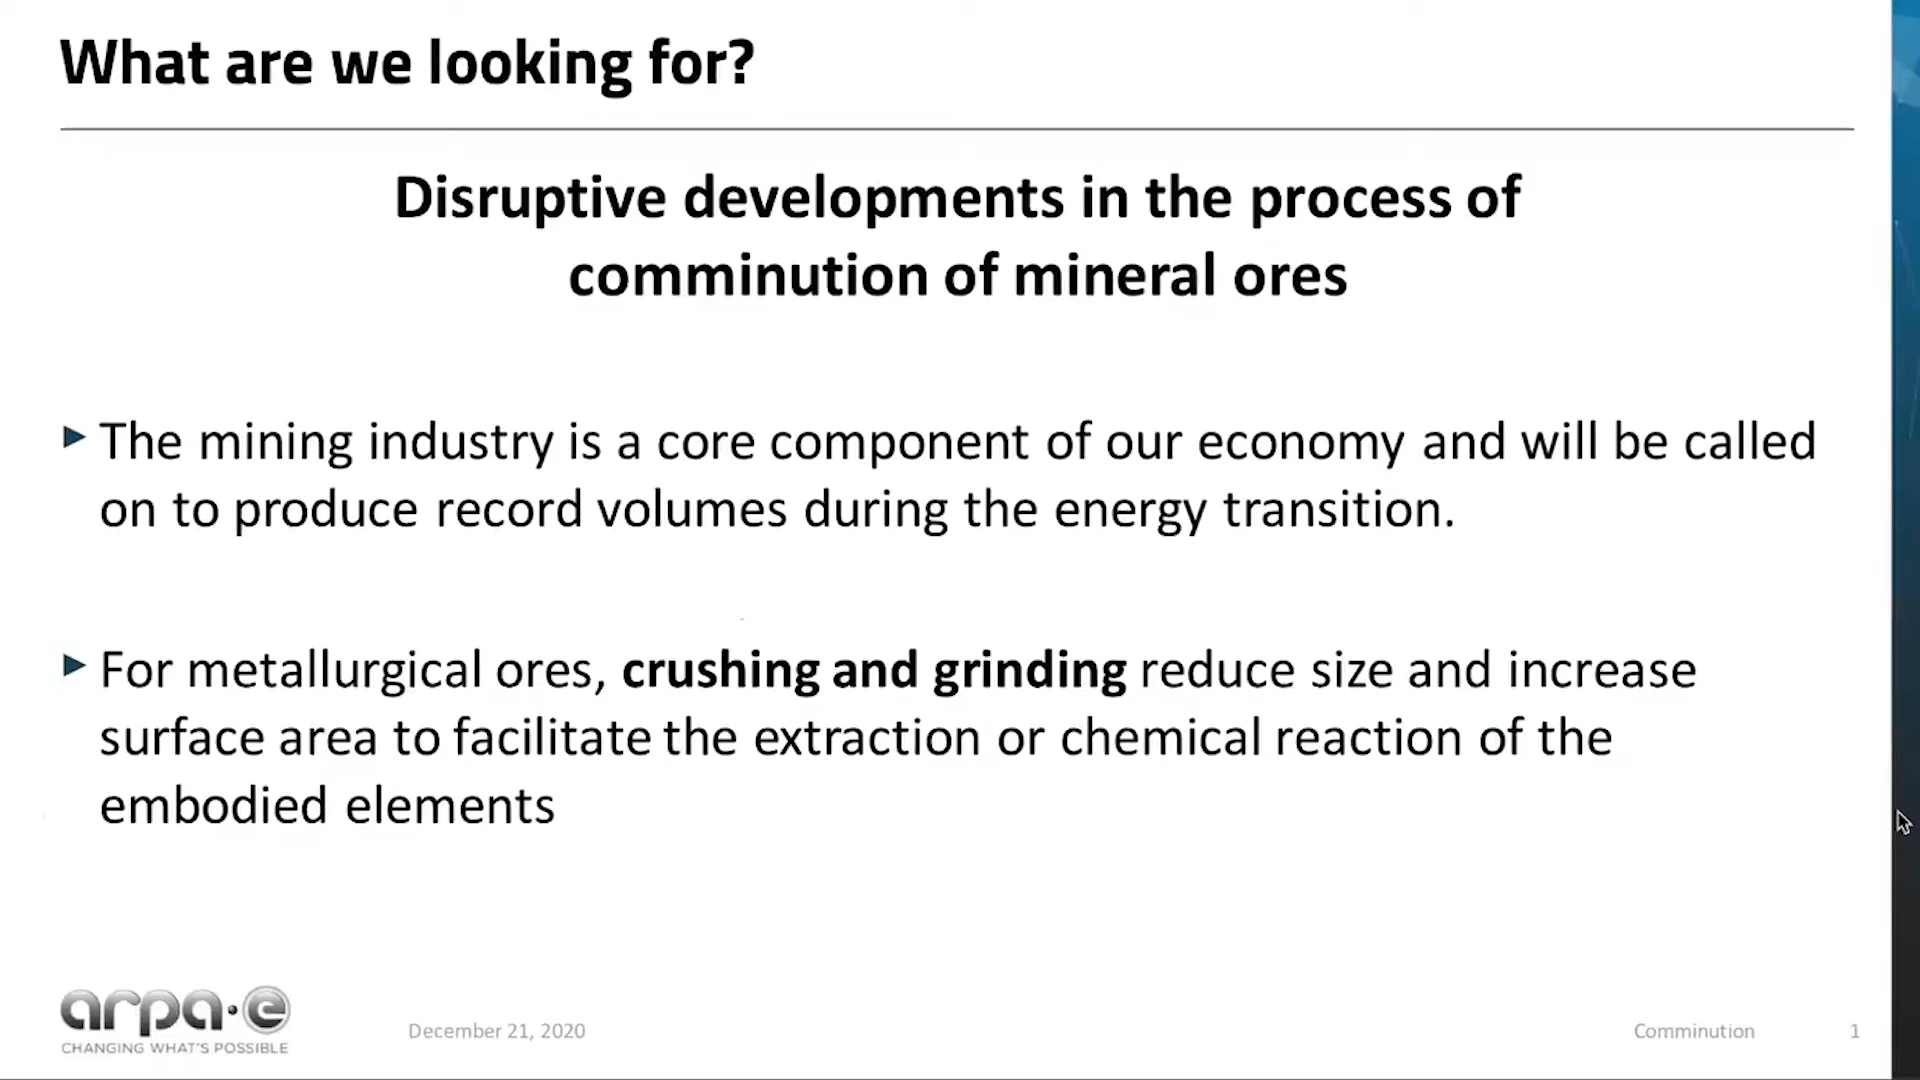 What are we looking for?
Disruptive developments in the process of
comminution of mineral ores
The mining industry is a core component of our economy and will be called
on to produce record volumes during the energy transition.
For metallurgical ores, crushing and grinding reduce size and increase
surface area to facilitate the extraction or chemical reaction of the
embodied elements
arpa·e
CHANGING WHAT'S POSSIBLE
December 21, 2020
Comminution
1